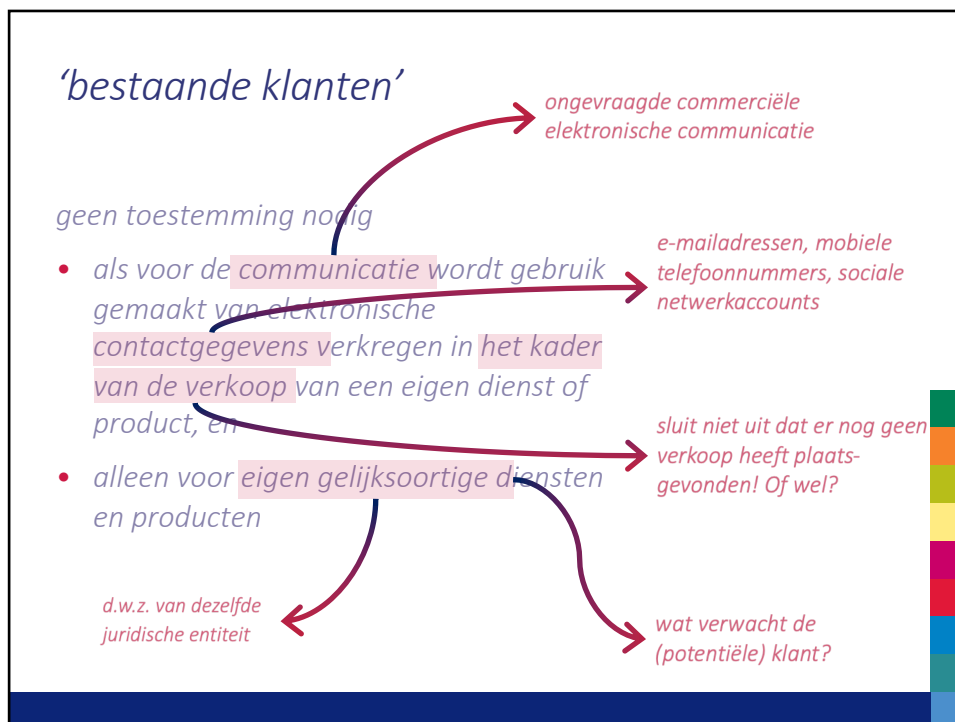 ‘bestaande klanten’
ongevraagde commerciële
elektronische communicatie
geen toestemming nodig
• als voor de communicatie wordt gebruik
gemaakt van elektronische
contactgegevens verkregen in het kader
van de verkoop van een eigen dienst of
product, en
• alleen voor eigen gelijksoortige diensten
en producten
e-mailadressen, mobiele
telefoonnummers, sociale
netwerkaccounts
sluit niet uit dat er nog geen
verkoop heeft plaats-
gevonden! Of wel?
d.w.z. van dezelfde
juridische entiteit
wat verwacht de
(potentiële) klant?